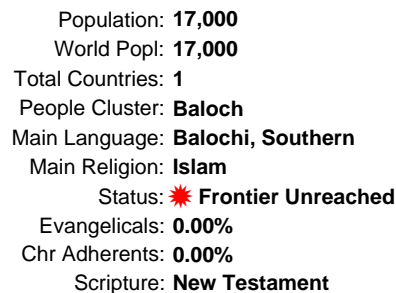 Population: 17,000
World Popl: 17,000
Total Countries: 1
People Cluster: Baloch
Main Language: Balochi, Southern
Main Religion: Islam
Status: Frontier Unreached
Evangelicals: 0.00%
Chr Adherents: 0.00%
Scripture: New Testament